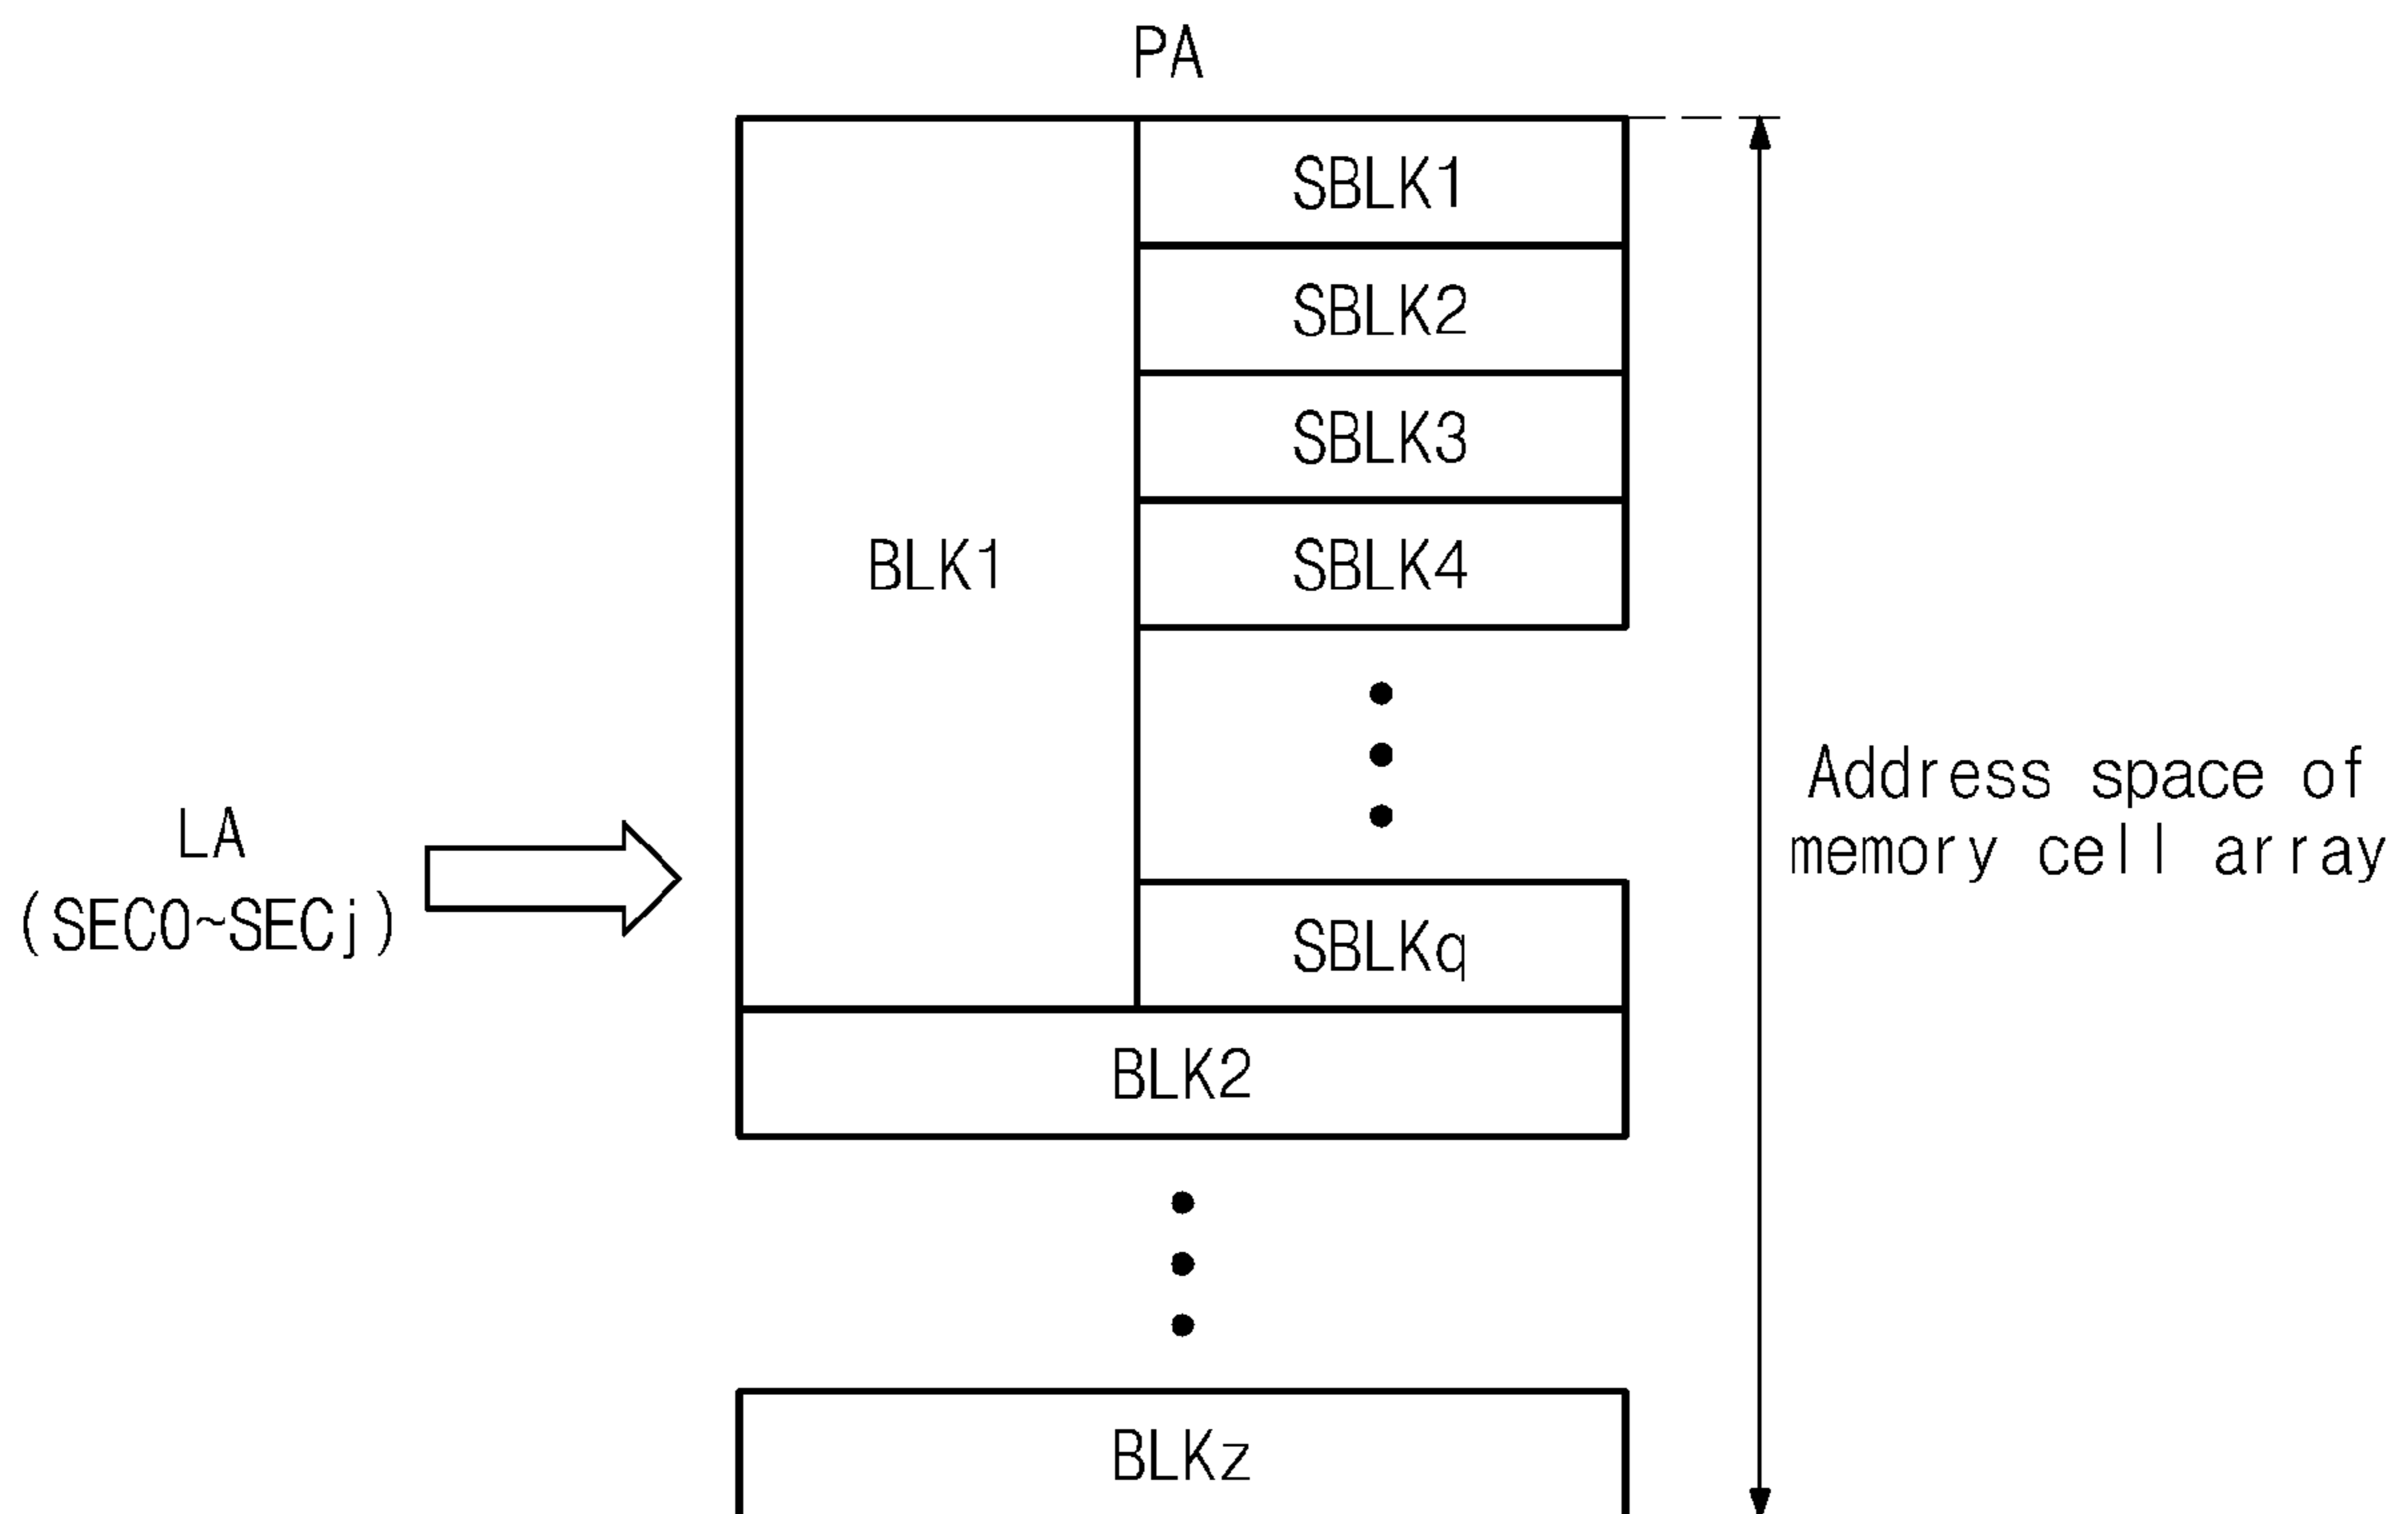 PA
SBLK1
SBLK2
SBLK3
BLK1
SBLK4
LA
(SEC0~SECj)
SBLKq
Address space of
memory cell array
BLK2
BLKz